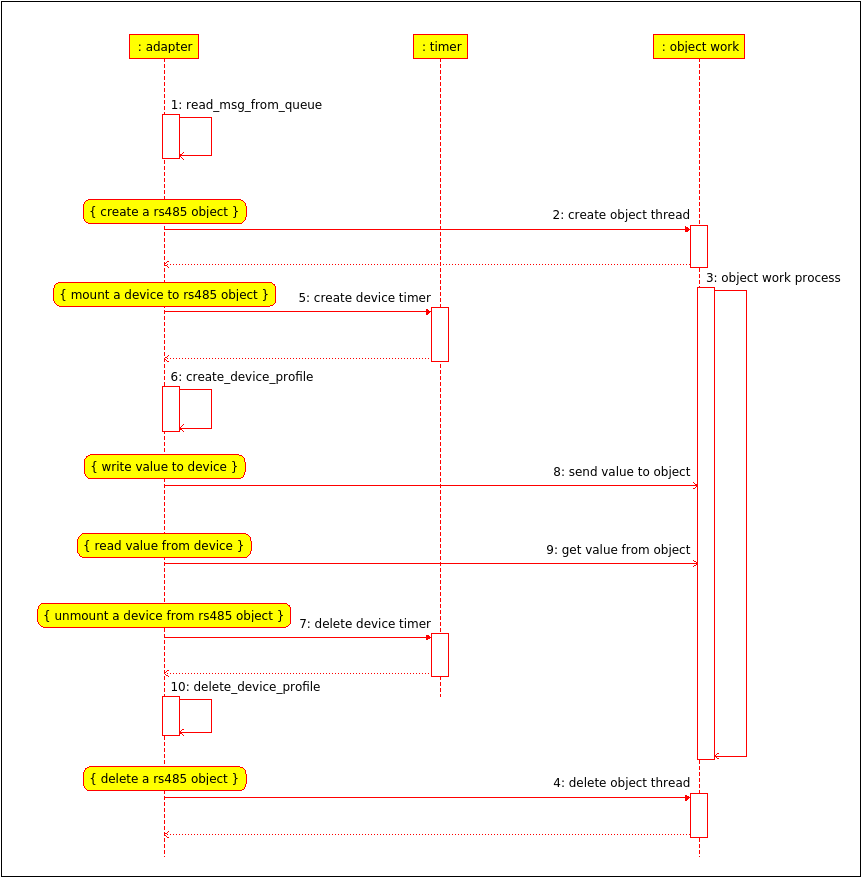 : adapter
: timer
: object work
1: read_msg_from_queue
{ create a rs485 object }
2: create object thread
3: object work process
{ mount a device to rs485 object }
5: create device timer
6: create_device_profile
{ write value to device }
8: send value to object
{ read value from device }
9: get value from object
{ unmount a device from rs485 object }
7: delete device timer
10: delete_device_profile
{ delete a rs485 object }
4: delete object thread